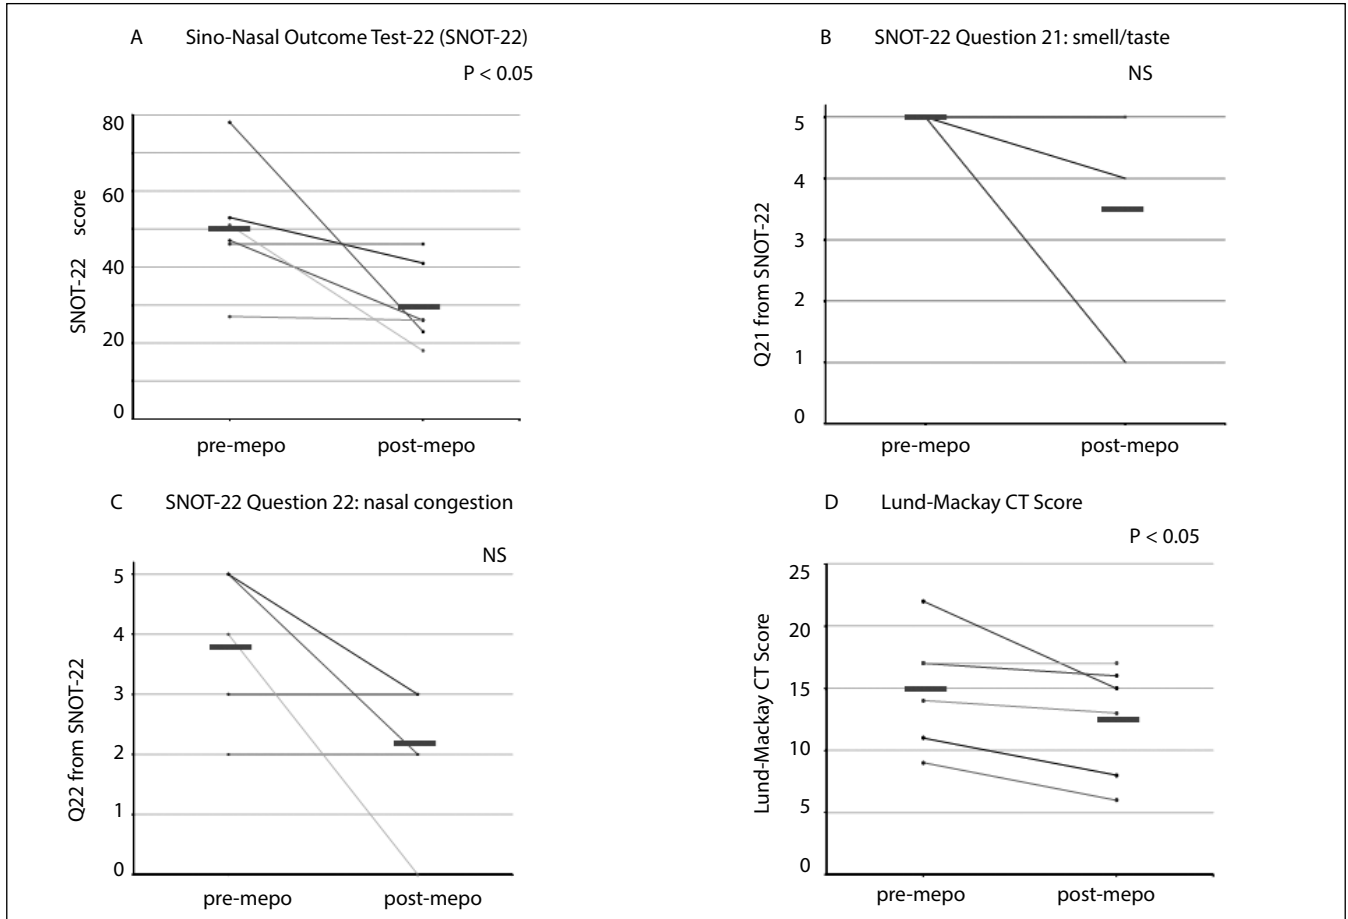 A Sino-Nasal Outcome Test-22 (SNOT-22)
P < 0.05
SNOT-22 score
80
60
40
20
0
pre-mepo post-mepo
B SNOT-22 Question 21: smell/taste
NS
Q21 from SNOT-22
5
4
3
2
1
0
pre-mepo post-mepo
C SNOT-22 Question 22: nasal congestion
NS
Q22 from SNOT-22
5
4
3
2
1
0
pre-mepo post-mepo
D Lund-Mackay CT Score
P < 0.05
Lund-Mackay CT Score
25
20
15
10
5
0
pre-mepo post-mepo